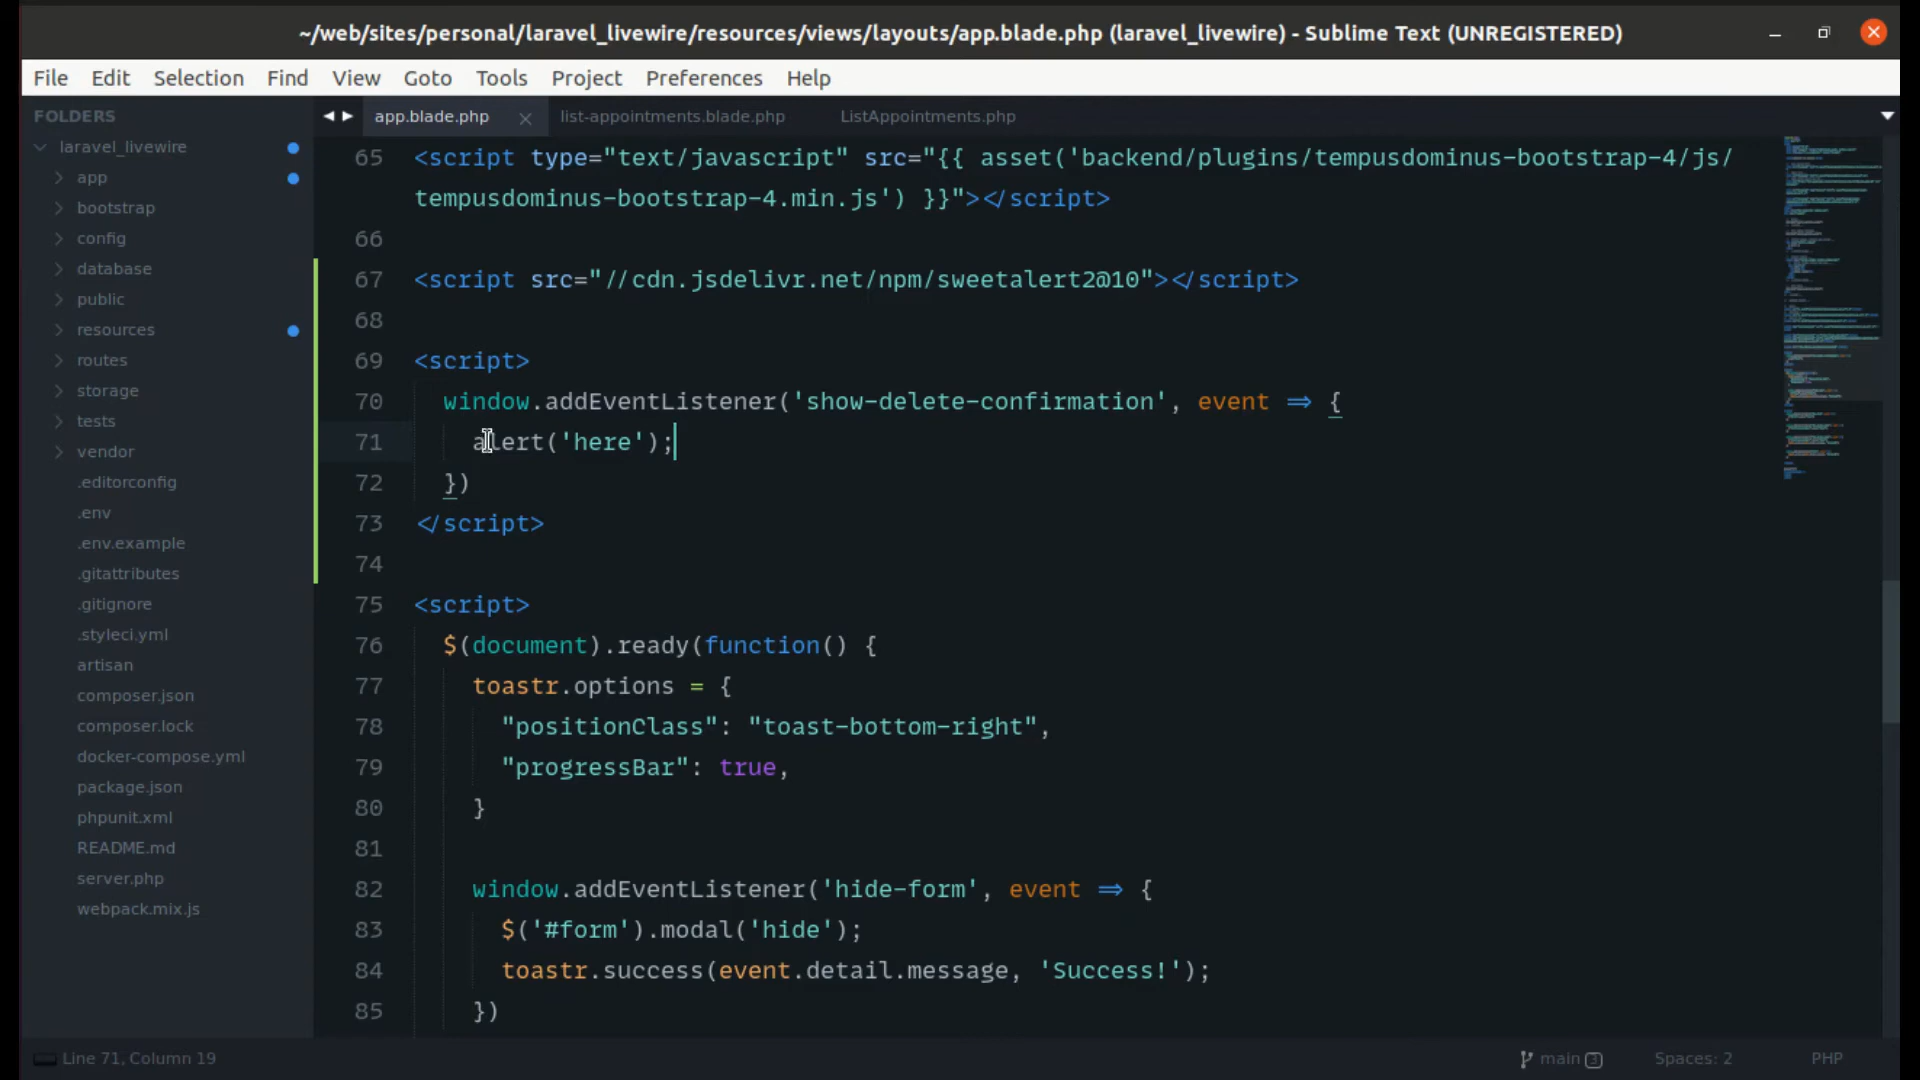 ~/web/sites/personal/laravel_livewire/resources/views/layouts/app.blade.php (laravel_livewire) - Sublime Text (UNREGISTERED)
File Edit Selection Find View Goto Tools Project Preferences Help
FOLDERS
laravel_livewire
app
bootstrap
config
database
public
resources
routes
storage
tests
vendor
.editorconfig
.env
.env.example
.gitattributes
.gitignore
.styleci.yml
artisan
composer.json
composer.lock
docker-compose.yml
package.json
phpunit.xml
README.md
server.php
webpack.mix.js
app.blade.php list-appointments.blade.php ListAppointments.php
65 <script type="text/javascript" src="{{ asset('backend/plugins/tempusdominus-bootstrap-4/js/
tempusdominus-bootstrap-4.min.js') }}"></script>
66
67 <script src="//cdn.jsdelivr.net/npm/sweetalert2@10"></script>
68
69 <script>
70 window.addEventListener('show-delete-confirmation', event => {
71 alert('here');
72 })
73 </script>
74
75 <script>
76 $(document).ready(function() {
77 toastr.options = {
78 "positionClass": "toast-bottom-right",
79 "progressBar": true,
80 }
81
82 window.addEventListener('hide-form', event => {
83 $('#form').modal('hide');
84 toastr.success(event.detail.message, 'Success!');
85 })
Line 71, Column 19 main 3 Spaces: 2 PHP